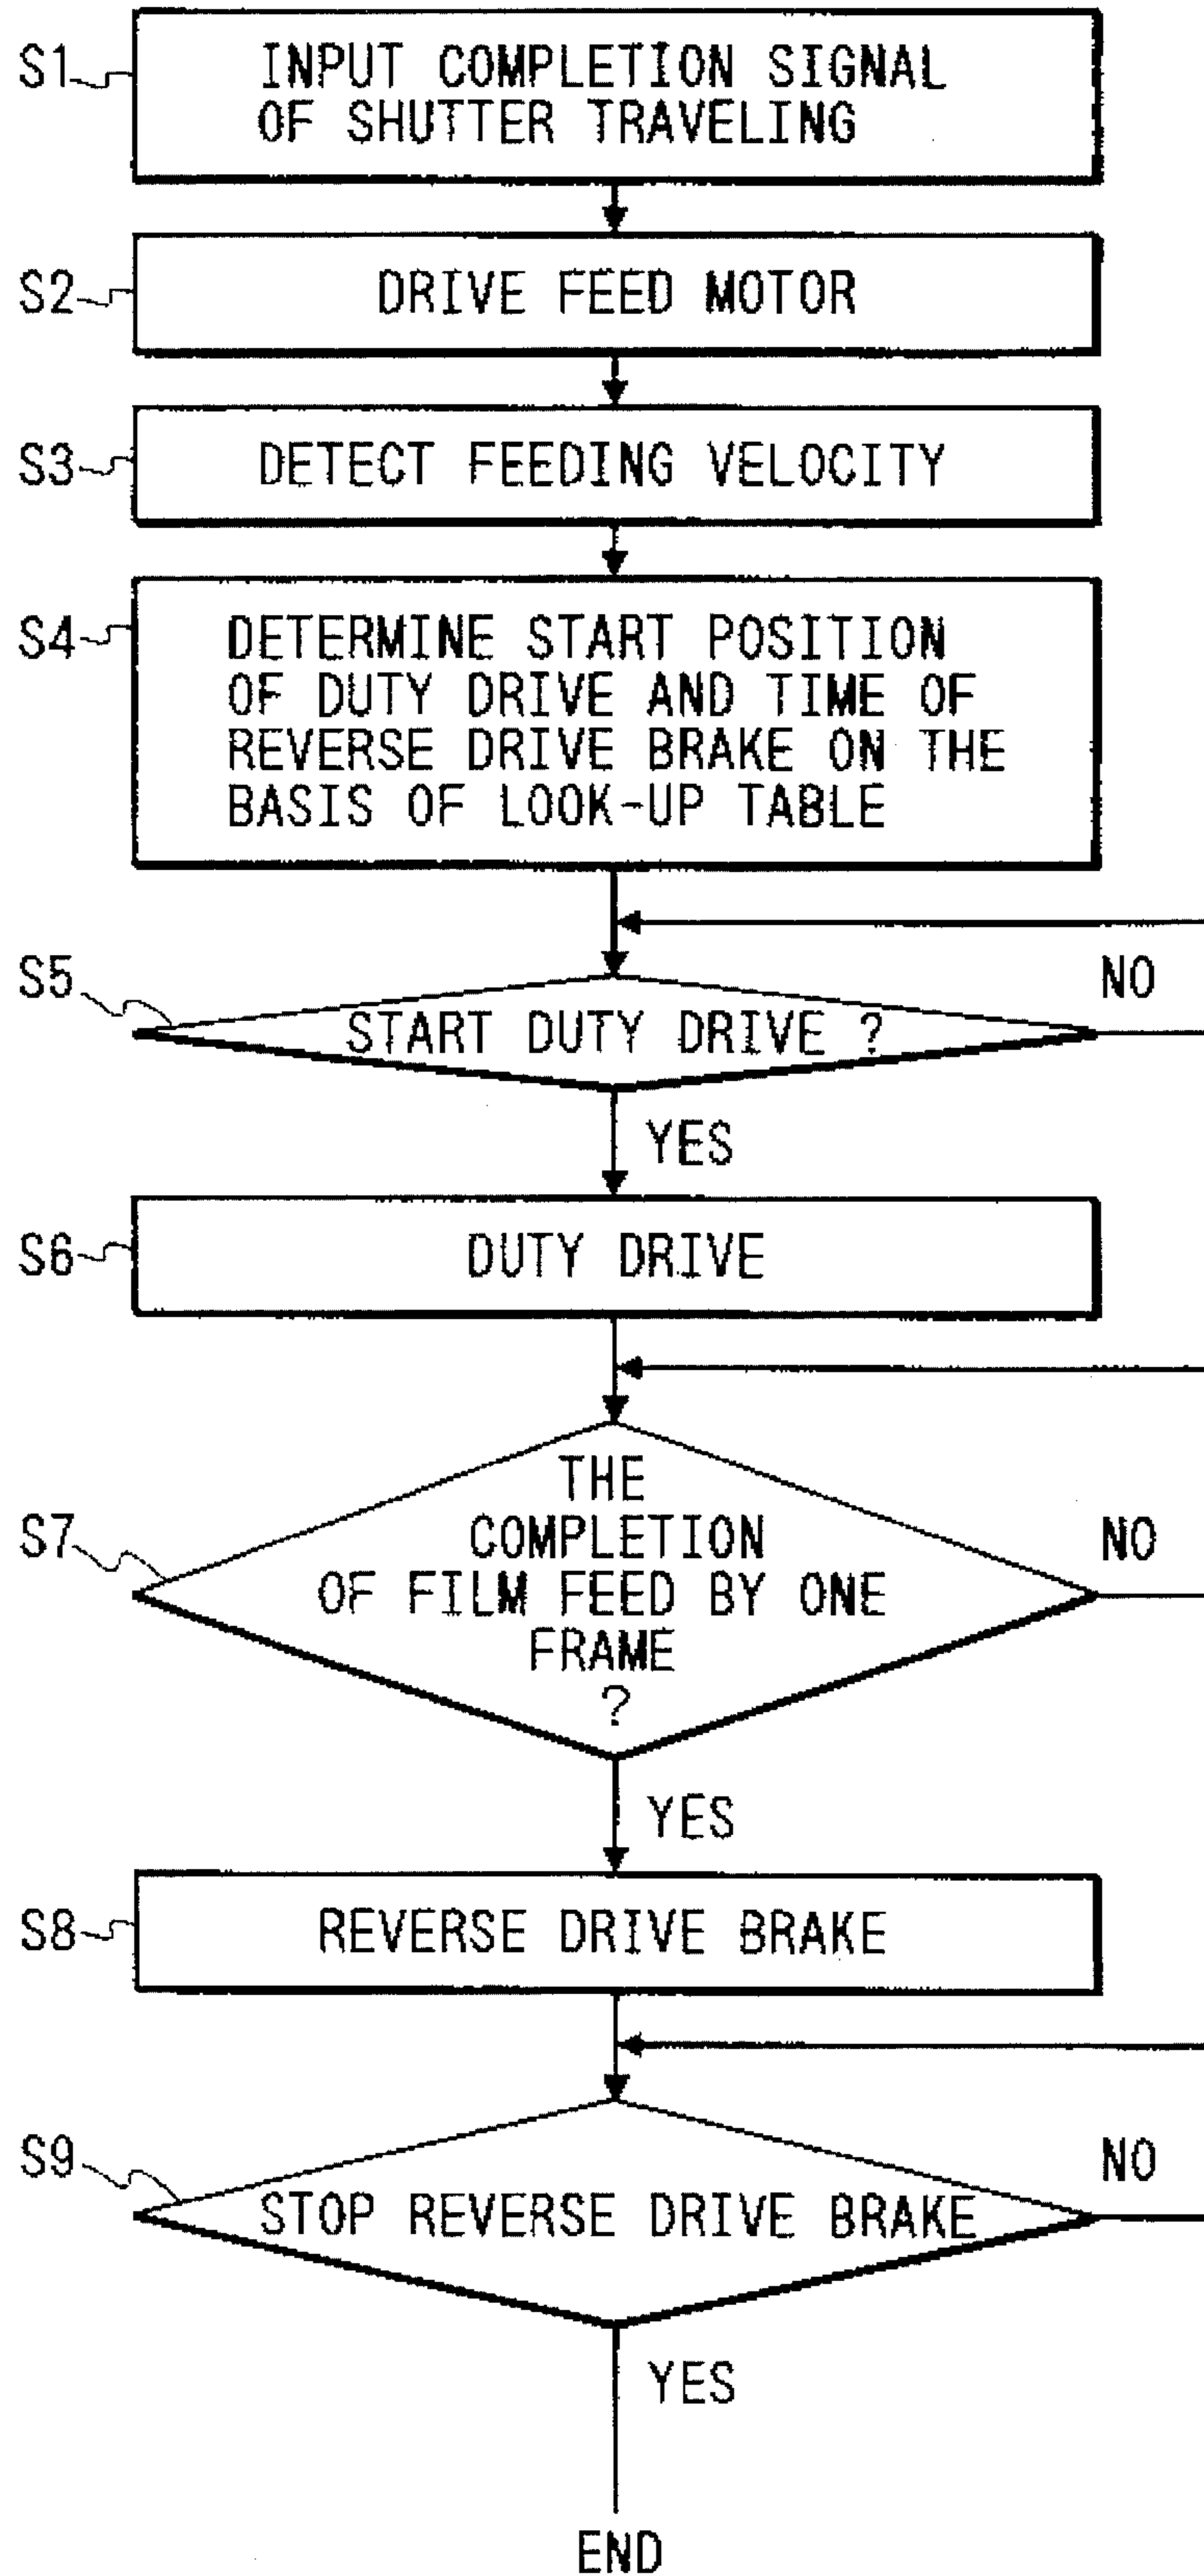 S1
INPUT COMPLETION SIGNAL
OF SHUTTER TRAVELING
S2
DRIVE FEED MOTOR
S3
DETECT FEEDING VELOCITY
S4
DETERMINE START POSITION
OF DUTY DRIVE AND TIME OF
REVERSE DRIVE BRAKE ON THE
BASIS OF LOOK-UP TABLE
S5
START DUTY DRIVE ?
NO
YES
S6
DUTY DRIVE
S7
THE
COMPLETION
OF FILM FEED BY ONE
FRAME
?
NO
YES
S8
REVERSE DRIVE BRAKE
S9
STOP REVERSE DRIVE BRAKE
NO
YES
END